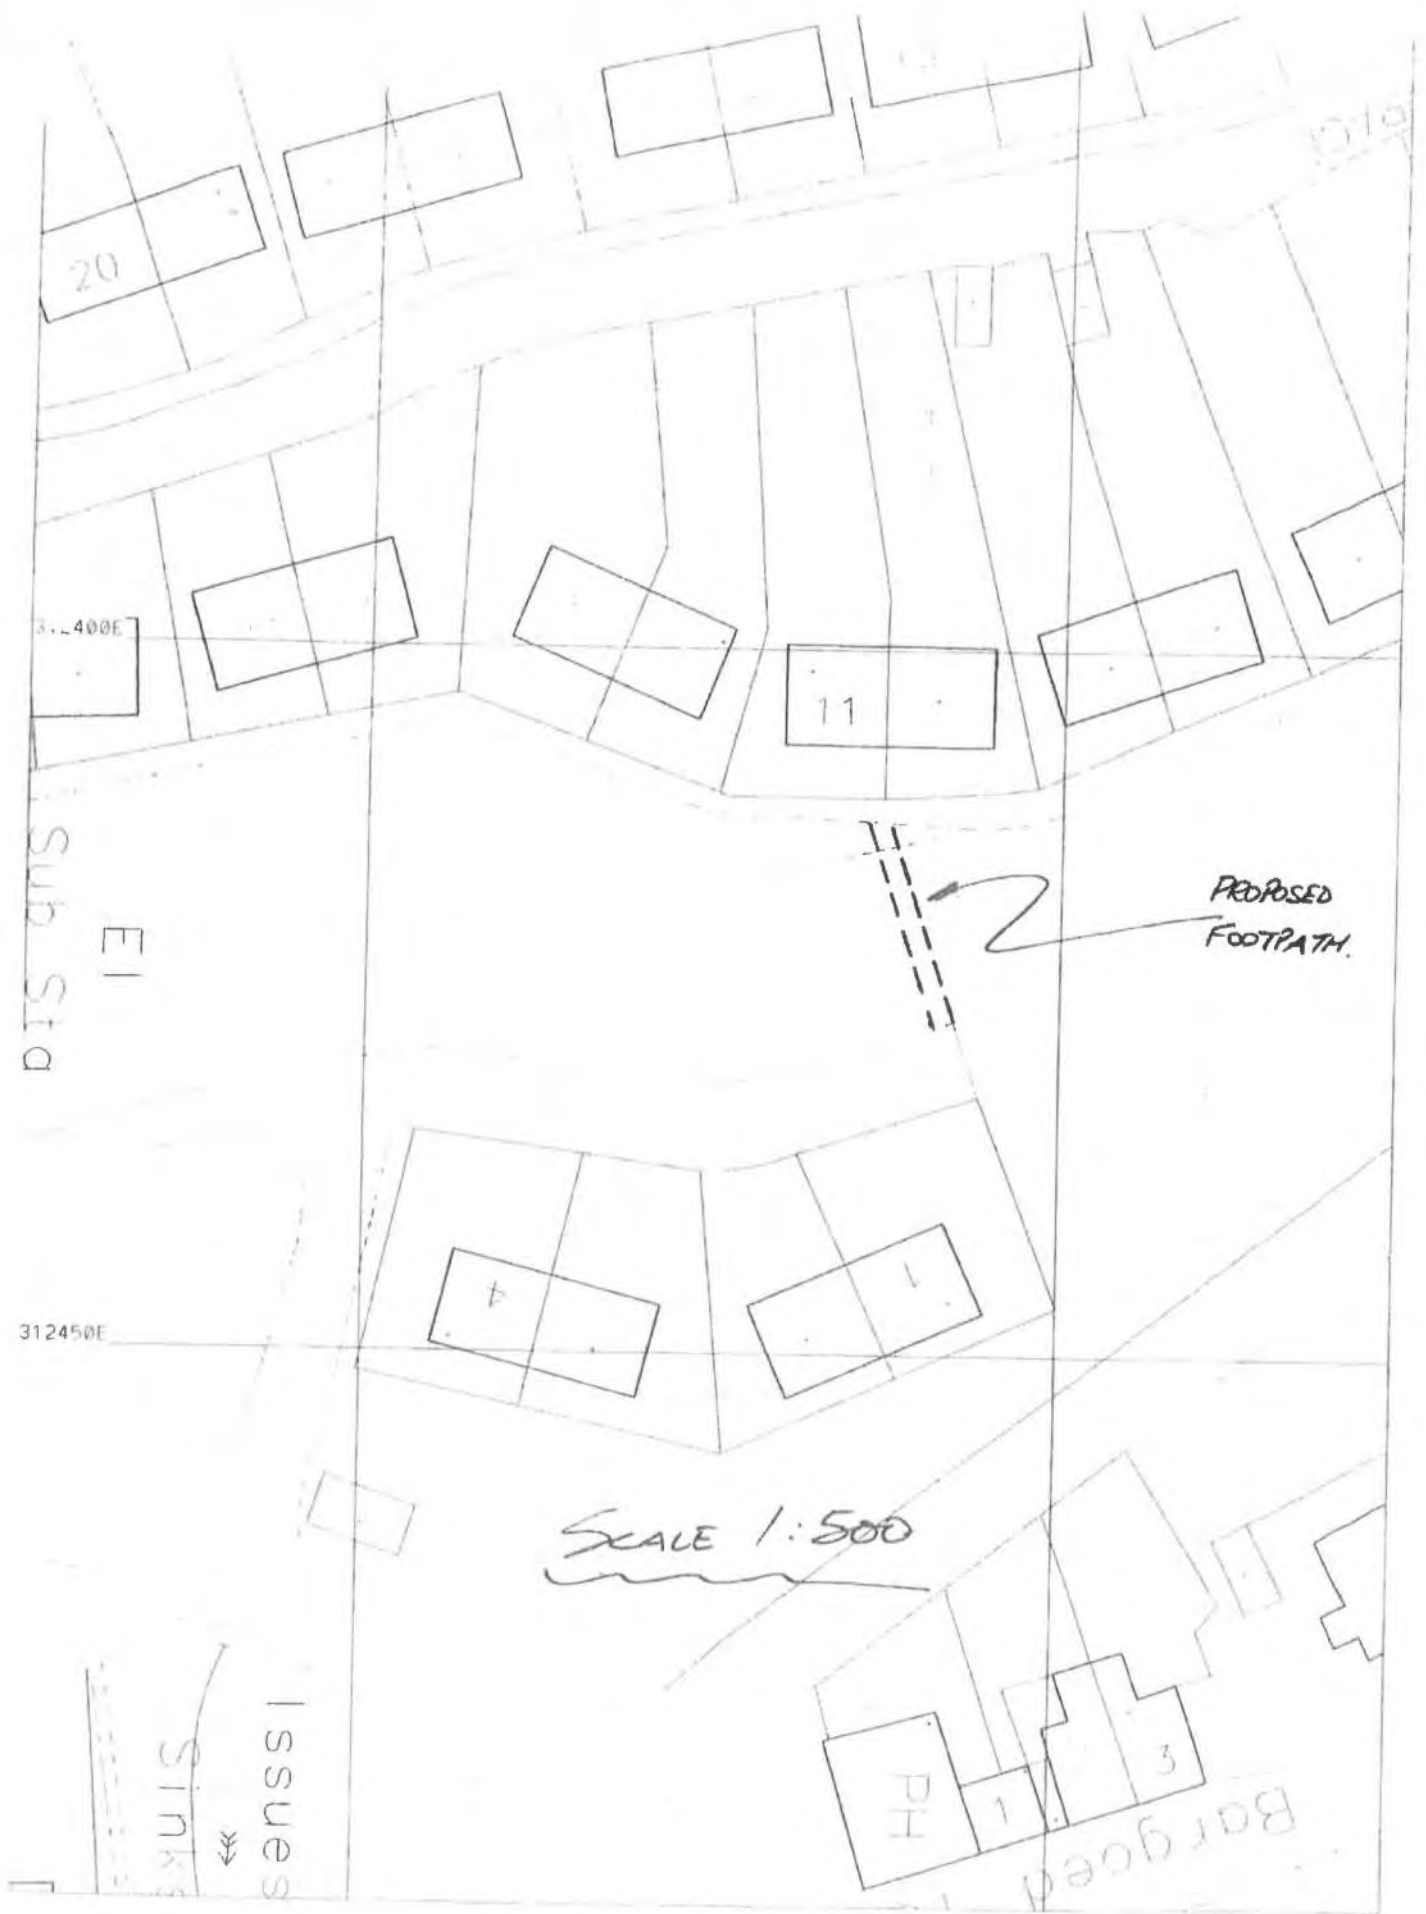 20
3..400E
11
El
Sub Sta
PROPOSED
FOOTPATH.
4
1
312450E
SCALE 1:500
Issues
Sinks
PH
1
3
Bargoed